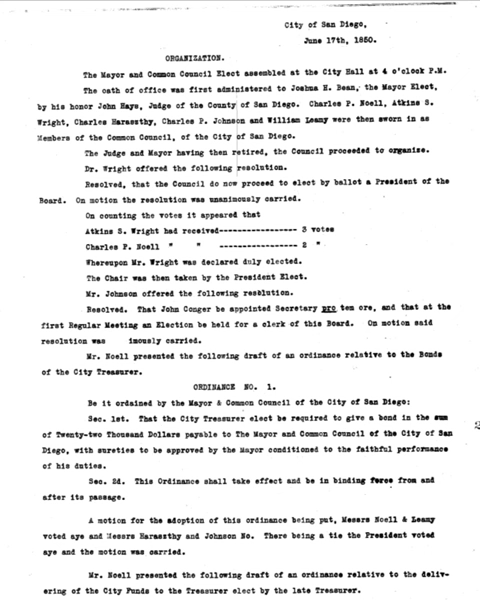 City of San Diego,
June 17th, 1850.
ORGANIZATION.
The Mayor and Common Council Elect assembled at the City Hall at 4 o'clock P.M.
The oath of office was first administered to Joshua H. Bean, the Mayor Elect,
by his honor John Hays, Judge of the County of San Diego. Charles P. Noell, Atkins S.
Wright, Charles Haraszthy, Charles P. Johnson and William Leamy were then sworn in as
Members of the Common Council, of the City of San Diego.
The Judge and Mayor having then retired, the Council proceeded to organize.
Dr. Wright offered the following resolution.
Resolved, that the Council do now proceed to elect by ballot a President of the
Board. On motion the resolution was unanimously carried.
On counting the votes it appeared that
Atkins S. Wright had received----------------- 3 votes
Charles P. Noell " " ----------------- 2 "
Whereupon Mr. Wright was declared duly elected.
The Chair was then taken by the President Elect.
Mr. Johnson offered the following resolution.
Resolved. That John Conger be appointed Secretary pro tem ore, and that at the
first Regular Meeting an Election be held for a clerk of this Board. On motion said
resolution was imously carried.
Mr. Noell presented the following draft of an ordinance relative to the Bonds
of the City Treasurer.
ORDINANCE NO. 1.
Be it ordained by the Mayor & Common Council of the City of San Diego:
Sec. 1st. That the City Treasurer elect be required to give a bond in the sum
of Twenty-two Thousand Dollars payable to The Mayor and Common Council of the City of San
Diego, with sureties to be approved by the Mayor conditioned to the faithful performance
of his duties.
Sec. 2d. This Ordinance shall take effect and be in binding force from and
after its passage.
A motion for the adoption of this ordinance being put, Messrs Noell & Leamy
voted aye and Messrs Haraszthy and Johnson No. There being a tie the President voted
aye and the motion was carried.
Mr. Noell presented the following draft of an ordinance relative to the deliv-
ering of the City Funds to the Treasurer elect by the late Treasurer.